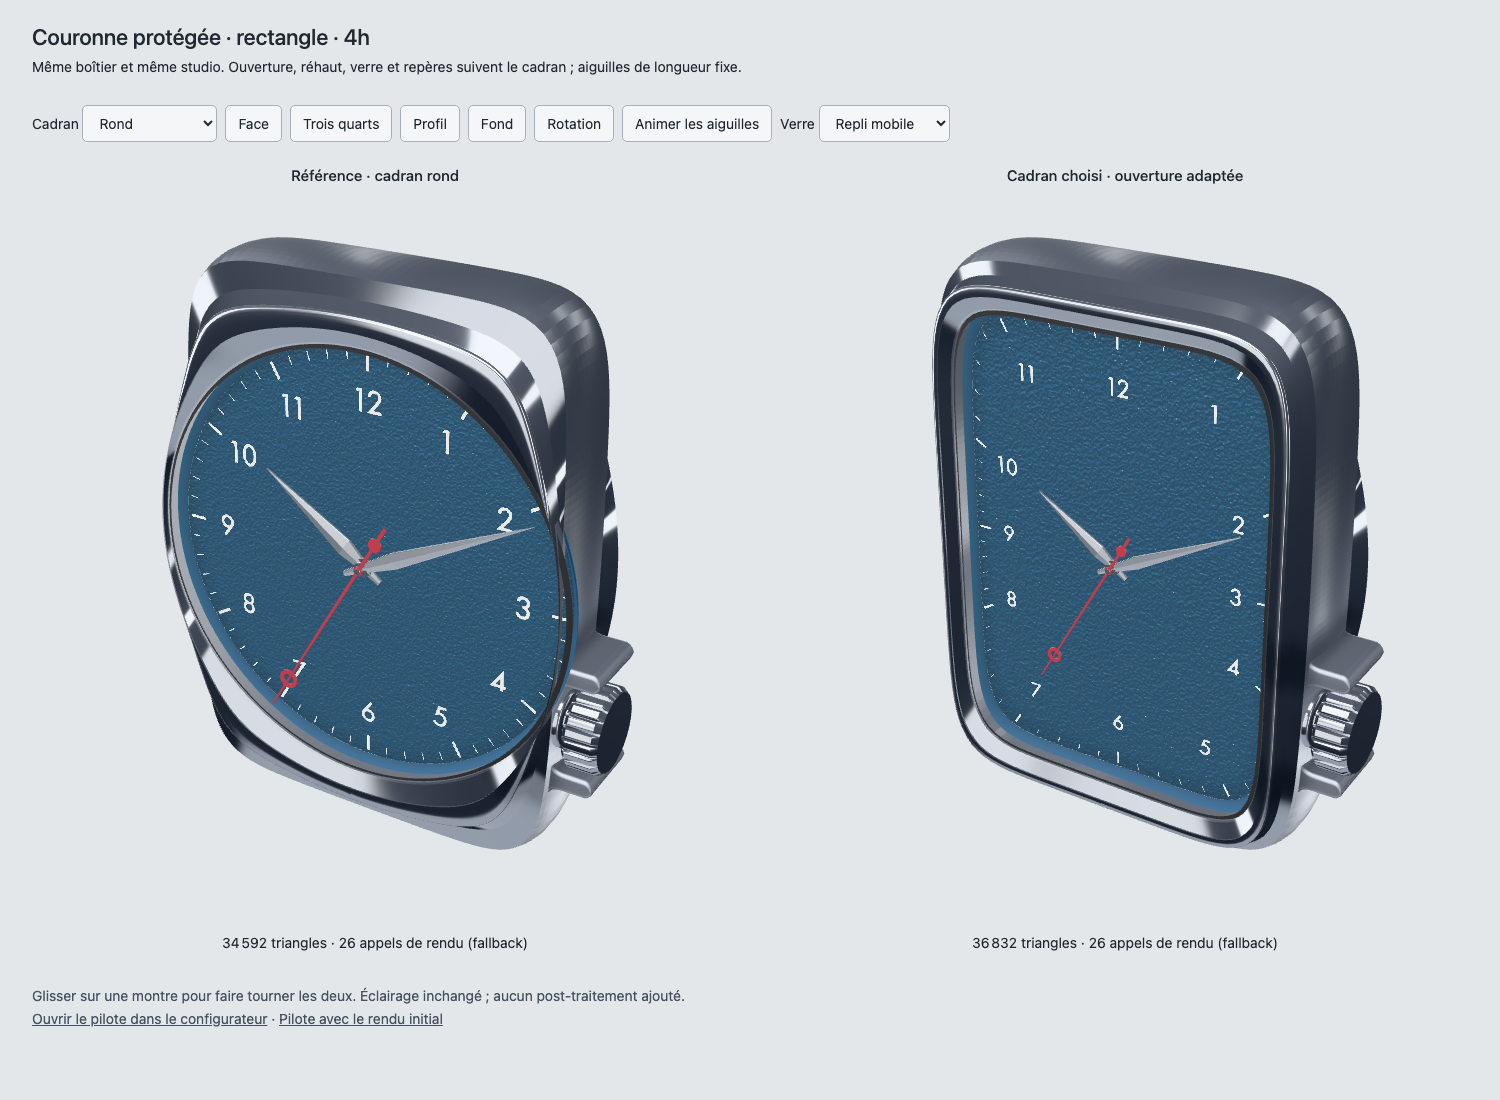 Couronne protégée · rectangle · 4h
Même boîtier et même studio. Ouverture, réhaut, verre et repères suivent le cadran ; aiguilles de longueur fixe.
Cadran Rond Face Trois quarts Profil Fond Rotation Animer les aiguilles Verre Repli mobile
Référence · cadran rond
Cadran choisi · ouverture adaptée
12
1
2
3
4
5
6
7
8
9
10
11
12
1
2
3
4
5
6
7
8
9
10
11
34 592 triangles · 26 appels de rendu (fallback)
36 832 triangles · 26 appels de rendu (fallback)
Glisser sur une montre pour faire tourner les deux. Éclairage inchangé ; aucun post-traitement ajouté.
Ouvrir le pilote dans le configurateur · Pilote avec le rendu initial